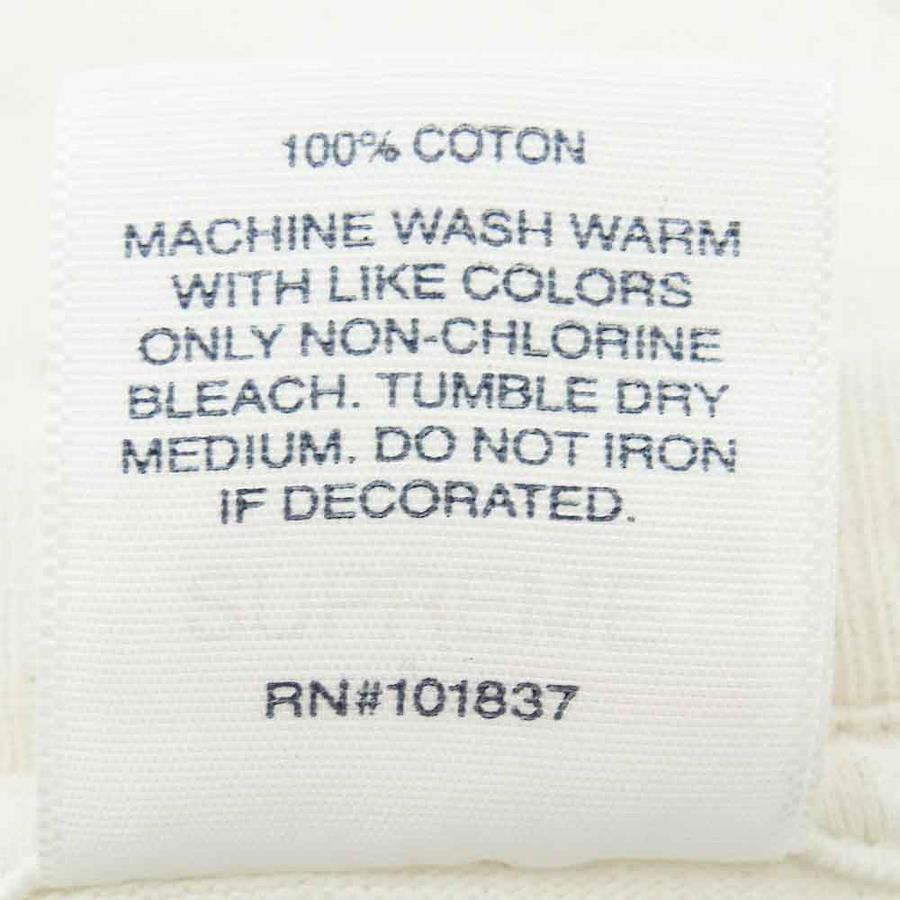 100% COTON
MACHINE WASH WARM
WITH LIKE COLORS
ONLY NON-CHLORINE
BLEACH. TUMBLE DRY
MEDIUM. DO NOT IRON
IF DECORATED.
RN#101837